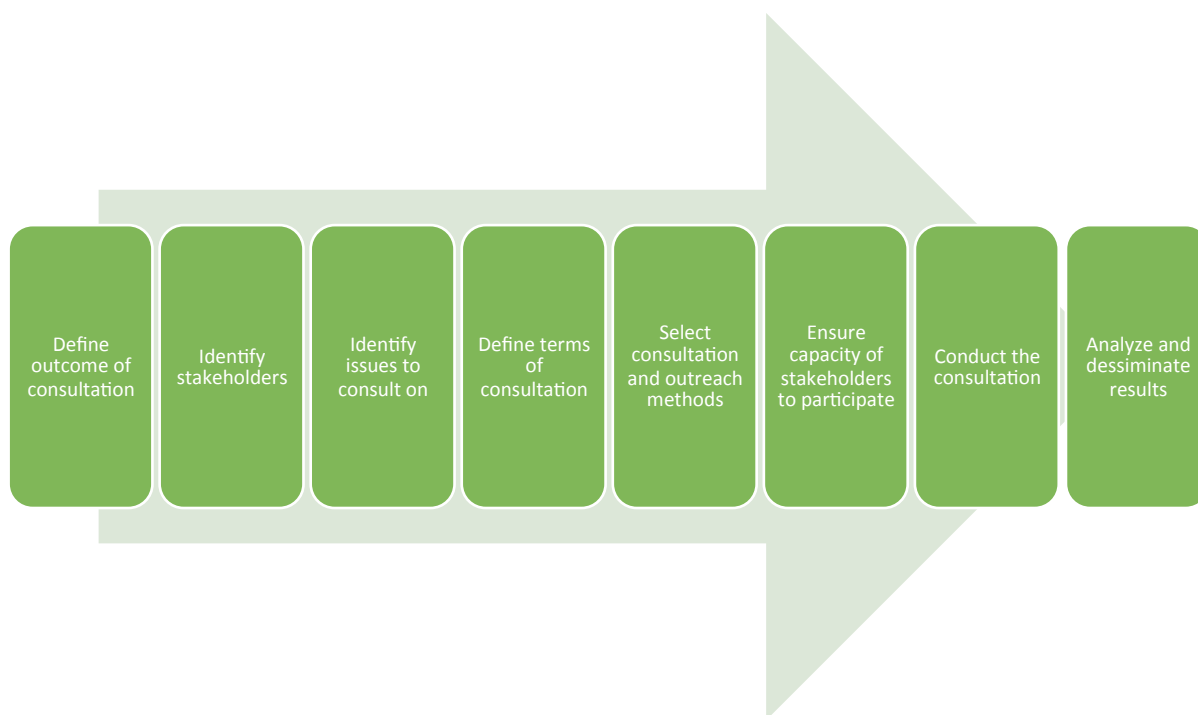 Define
outcome of
consultation
Identify
stakeholders
Identify
issues to
consult on
Define terms
of
consultation
Select
consultation
and outreach
methods
Ensure
capacity of
stakeholders
to participate
Conduct the
consultation
Analyze and
dessiminate
results